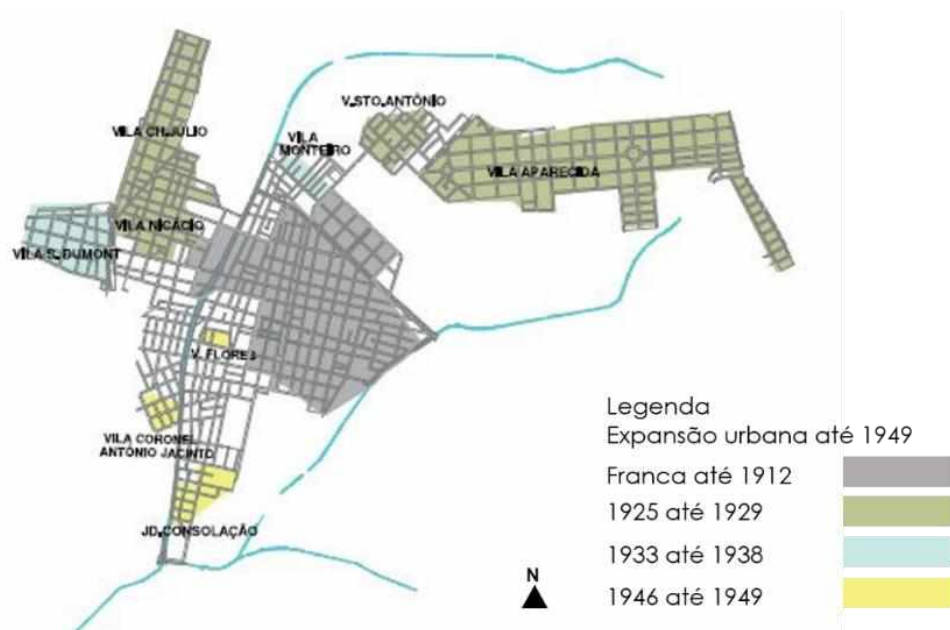 V.STO.ANTÔNIO
VILA CH.JULIO
VILA
MONTEIRO
VILA APARECIDA
VILA NICÁCIO
VILA S. DUMONT
V. FLORES
VILA CORONEL
ANTÔNIO JACINTO
JD.CONSOLAÇÃO
N
Legenda
Expansão urbana até 1949
Franca até 1912
1925 até 1929
1933 até 1938
1946 até 1949